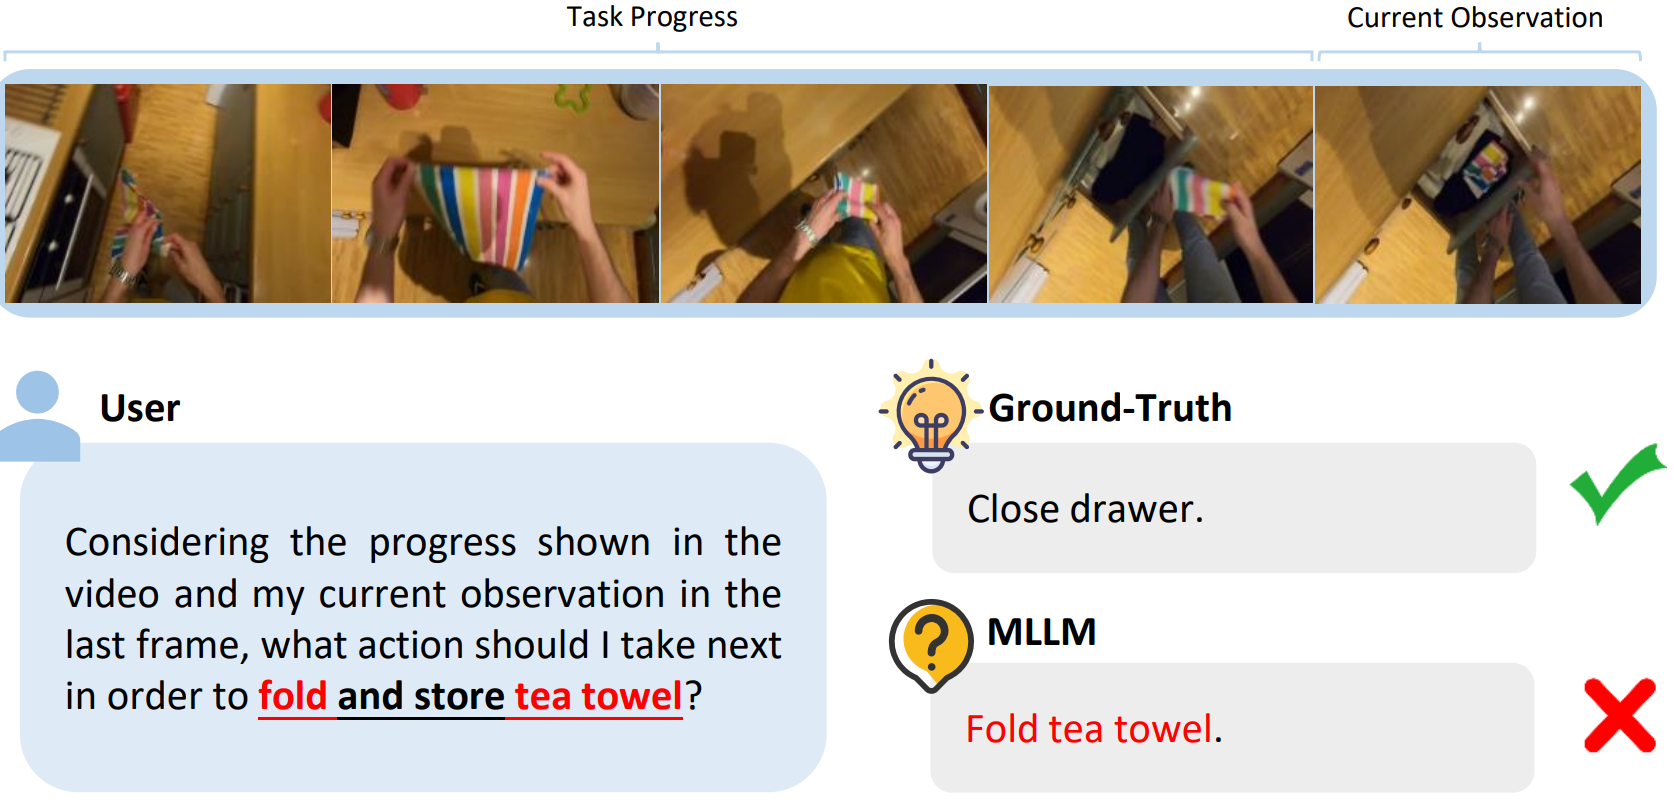 Task Progress
Current Observation
User
Considering the progress shown in the
video and my current observation in the
last frame, what action should I take next
in order to fold and store tea towel?
Ground-Truth
Close drawer.
MLLM
Fold tea towel.